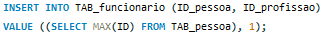 INSERT INTO TAB_funcionario (ID_pessoa, ID_profissao)
VALUE ((SELECT MAX(ID) FROM TAB_pessoa), 1);